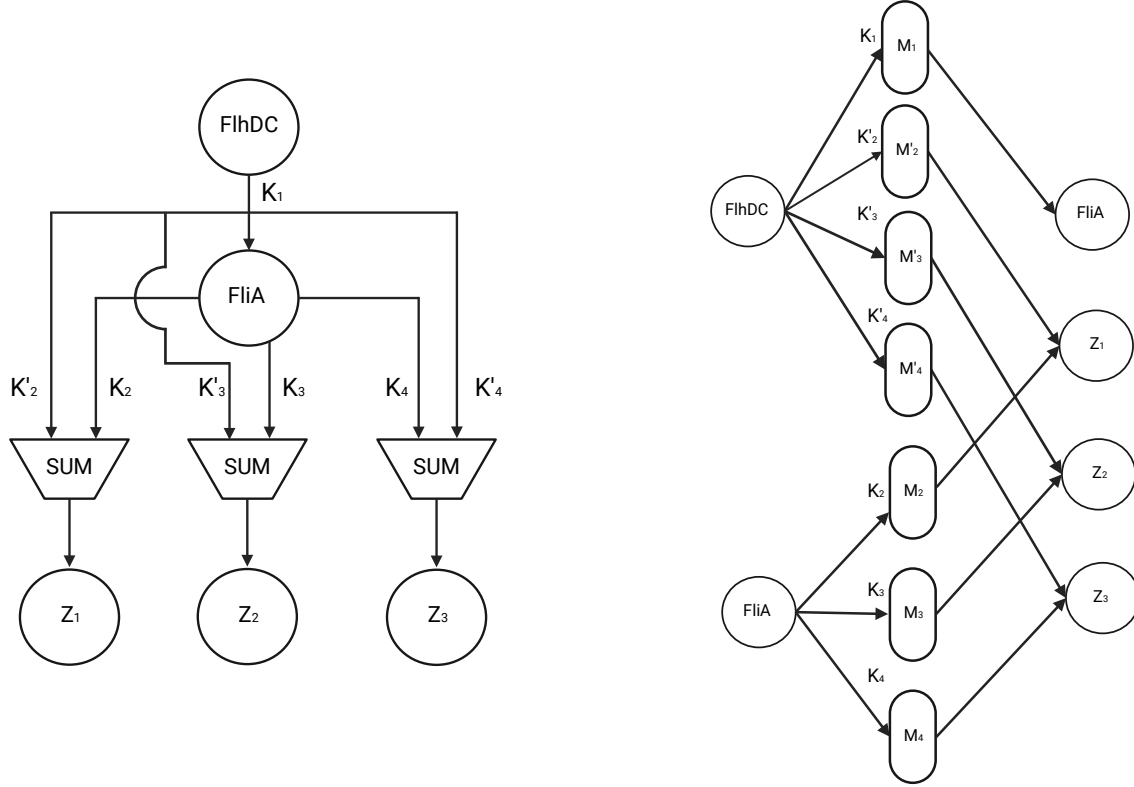 FlhDC
K₁
FliA
K'₂
K₂
K'₃
K₃
K₄
K'₄
SUM
SUM
SUM
Z₁
Z₂
Z₃
K₁
M₁
K'₂
M'₂
FlhDC
K'₃
FliA
M'₃
K'₄
Z₁
M'₄
K₂
M₂
Z₂
K₃
FliA
M₃
Z₃
K₄
M₄